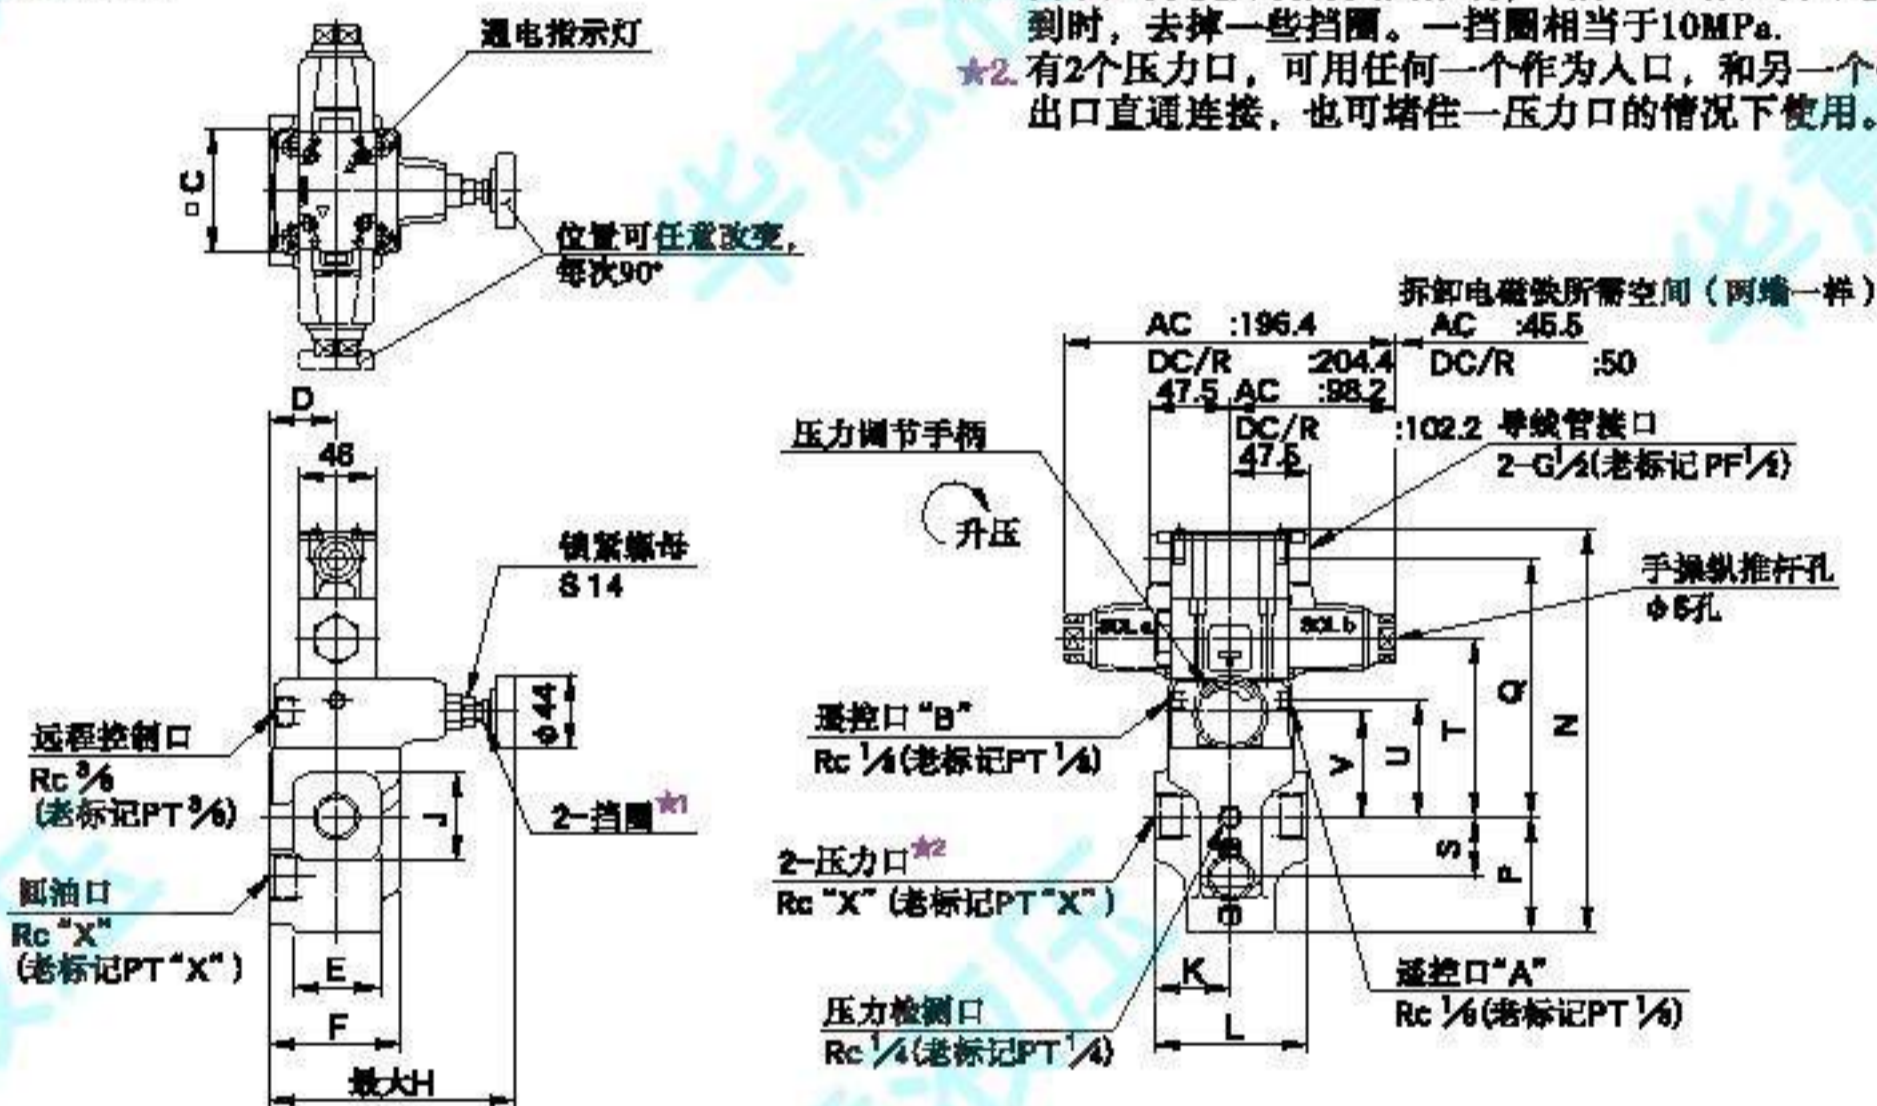 到时，去掉一些挡圈。一挡圈相当于10MPa.
★2. 有2个压力口，可用任何一个作为入口，和另一个
出口直通连接，也可堵住一压力口的情况下使用。
通电指示灯
□C
位置可任意改变，
每次90°
拆卸电磁铁所需空间（两端一样）
AC :196.4
AC :45.5
DC/R :204.4
DC/R :50
47.5
AC :98.2
DC/R :102.2
47.5
D
48
压力调节手柄
升压
导线管接口
2-G1/2(老标记 PF1/2)
锁紧螺母
S 14
手操纵推杆孔
SOL a
SOL b
φ44
远程控制口
Rc 3/8
(老标记PT 3/8)
遥控口“B”
Rc 1/8(老标记PT 1/8)
2-挡圈★1
J
V
U
T
Q
N
S
P
2-压力口★2
Rc “X” (老标记PT“X”)
回油口
Rc “X”
(老标记PT“X”)
E
F
最大H
K
L
压力检测口
Rc 1/4(老标记PT 1/4)
遥控口“A”
Rc 1/8(老标记PT 1/8)
华意液压